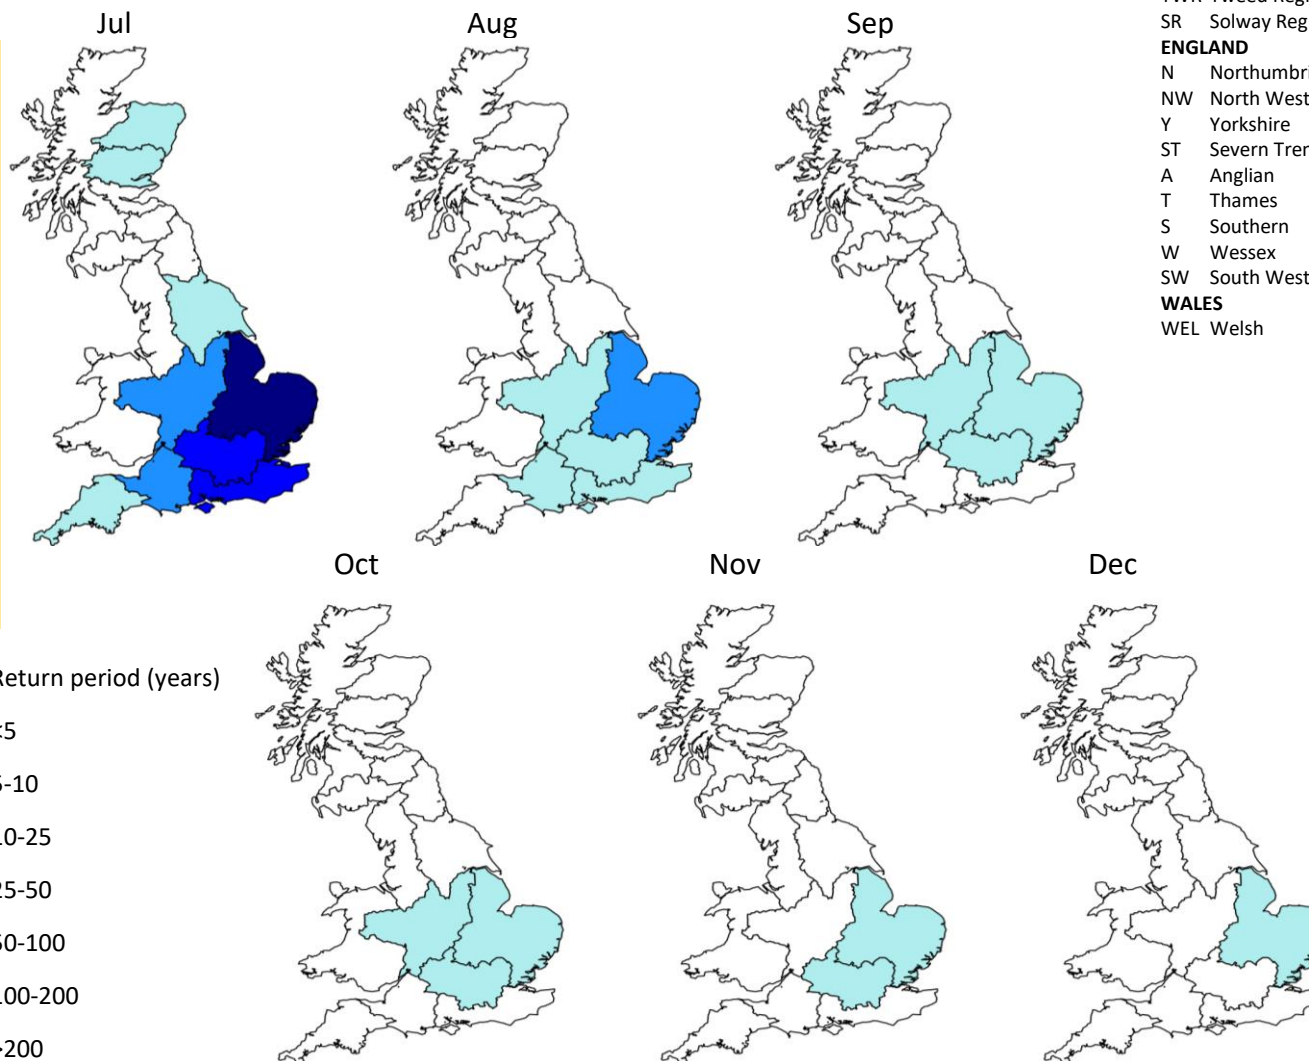 Jul
Aug
Sep
SR Solway Reg
ENGLAND
N Northumbri
NW North West
Y Yorkshire
ST Severn Tren
A Anglian
T Thames
S Southern
W Wessex
SW South West
WALES
WEL Welsh
Oct
Nov
Dec
Return period (years)
<5
5-10
10-25
25-50
50-100
100-200
>200